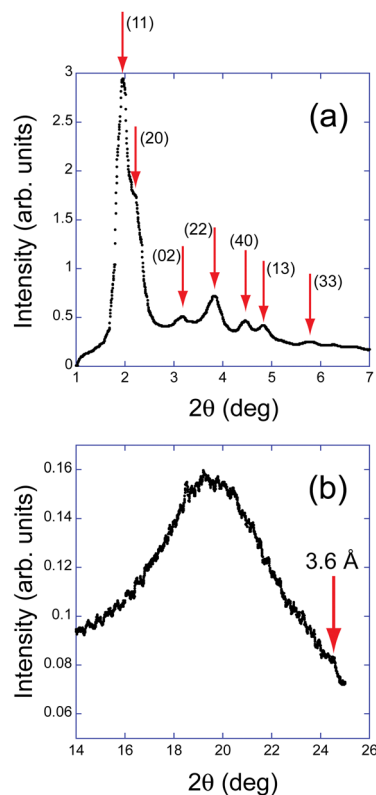 (11)
3
(a)
Intensity (arb. units)
2.5
(20)
2
1.5
(22)
(02)
(40)
(13)
(33)
1
0.5
0
1 2 3 4 5 6 7
2θ (deg)
0.16
(b)
Intensity (arb. units)
0.14
3.6 Å
0.12
0.1
0.08
0.06
14 16 18 20 22 24 26
2θ (deg)